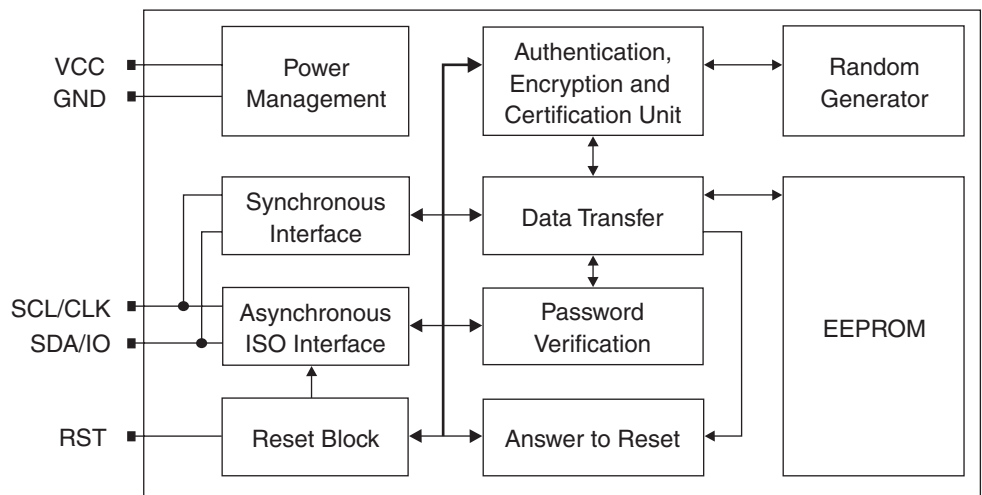 VCC
GND
Power
Management
Authentication,
Encryption and
Certification Unit
Random
Generator
Synchronous
Interface
Data Transfer
SCL/CLK
SDA/IO
Asynchronous
ISO Interface
Password
Verification
EEPROM
RST
Reset Block
Answer to Reset